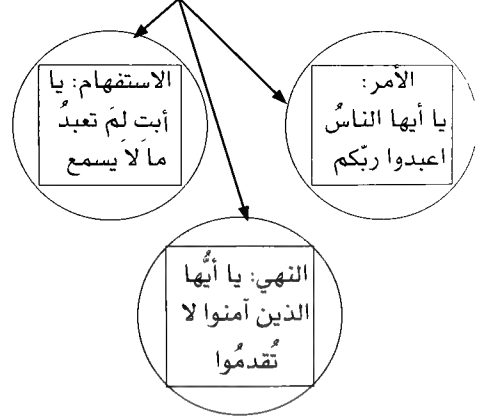 الأمر:
يا أيها الناسُ
اعبدوا ربّكم
الاستفهام: يا
أبت لمَ تعبدُ
ما لاَ يسمع
النهي: يا أيُّها
الذين آمنوا لا
تُقدمُوا